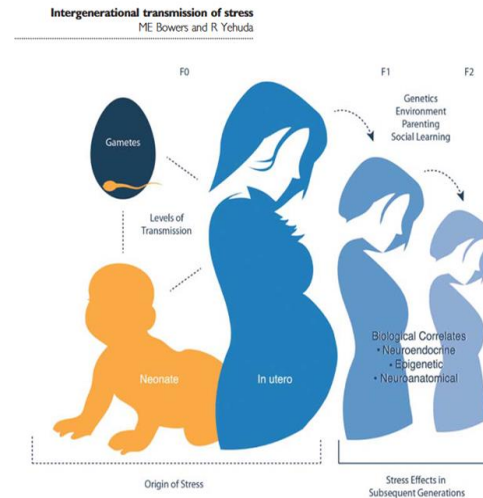 Intergenerational transmission of stress
ME Bowers and R Yehuda
F0
F1
F2
Gametes
Genetics
Environment
Parenting
Social Learning
Levels of
Transmission
Neonate
In utero
Biological Correlates
• Neuroendocrine
• Epigenetic
• Neuroanatomical
Origin of Stress
Stress Effects in
Subsequent Generations